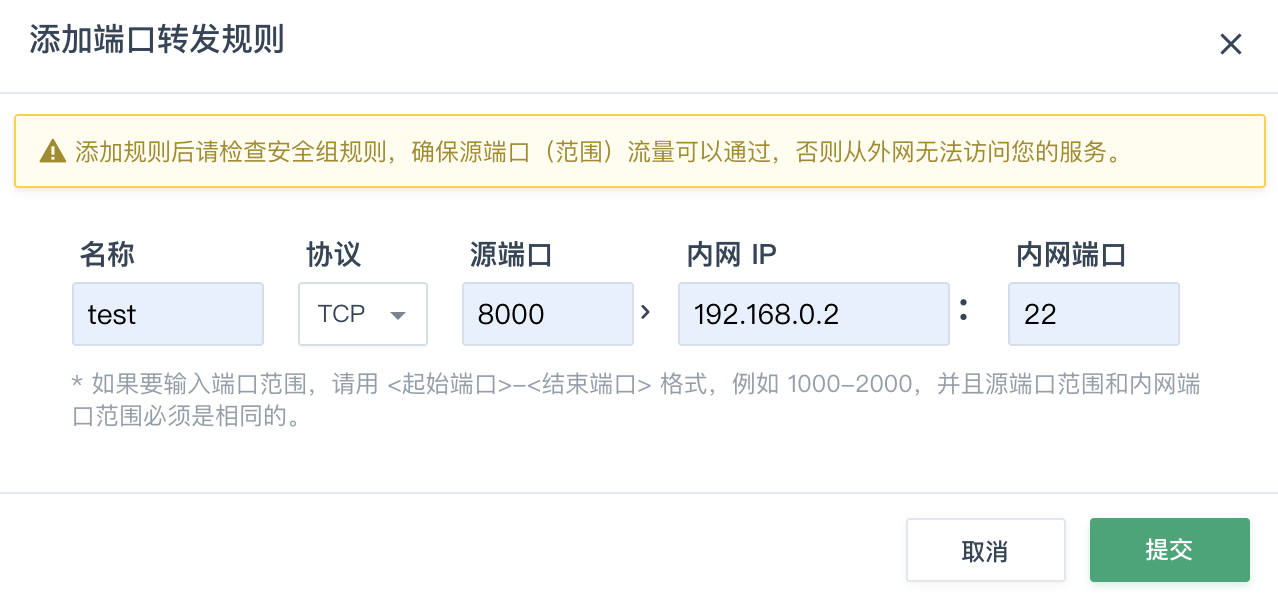 添加端口转发规则
添加规则后请检查安全组规则，确保源端口（范围）流量可以通过，否则从外网无法访问您的服务。
名称 协议 源端口 内网 IP 内网端口
test TCP 8000 › 192.168.0.2 : 22
* 如果要输入端口范围，请用 <起始端口>-<结束端口> 格式，例如 1000-2000，并且源端口范围和内网端
口范围必须是相同的。
取消 提交